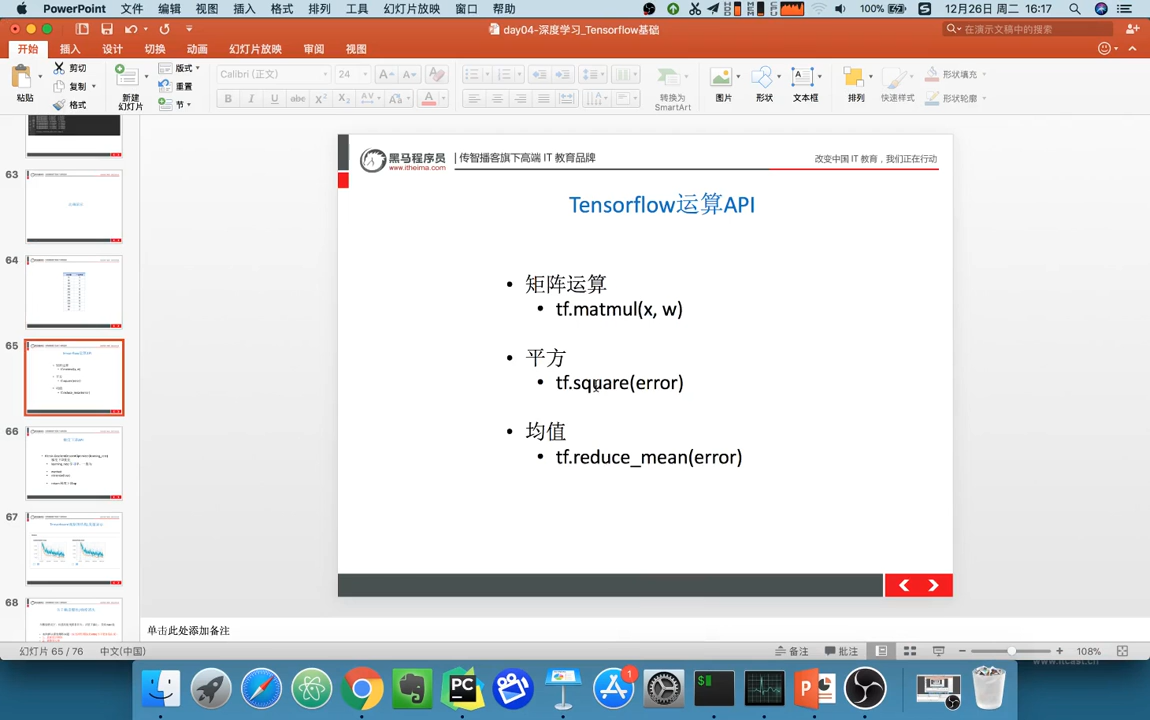 PowerPoint 文件 编辑 视图 插入 格式 排列 工具 幻灯片放映 窗口 帮助 100% 12月26日 周二 16:17
day04-深度学习_Tensorflow基础 在演示文稿中的搜索
开始 插入 设计 切换 动画 幻灯片放映 审阅 视图
粘贴 剪切 复制 格式 新建 幻灯片 版式 重置 节 Calibri (正文) 24 转换为 SmartArt 图片 形状 文本框 排列 快速样式 形状填充 形状轮廓
63
64
65
66
67
68
黑马程序员 | 传智播客旗下高端 IT 教育品牌 改变中国 IT 教育，我们正在行动
www.itheima.com
Tensorflow运算API
• 矩阵运算
• tf.matmul(x, w)
• 平方
• tf.square(error)
• 均值
• tf.reduce_mean(error)
单击此处添加备注
幻灯片 65 / 76 中文(中国) 备注 批注 108%
www.itcast.cn